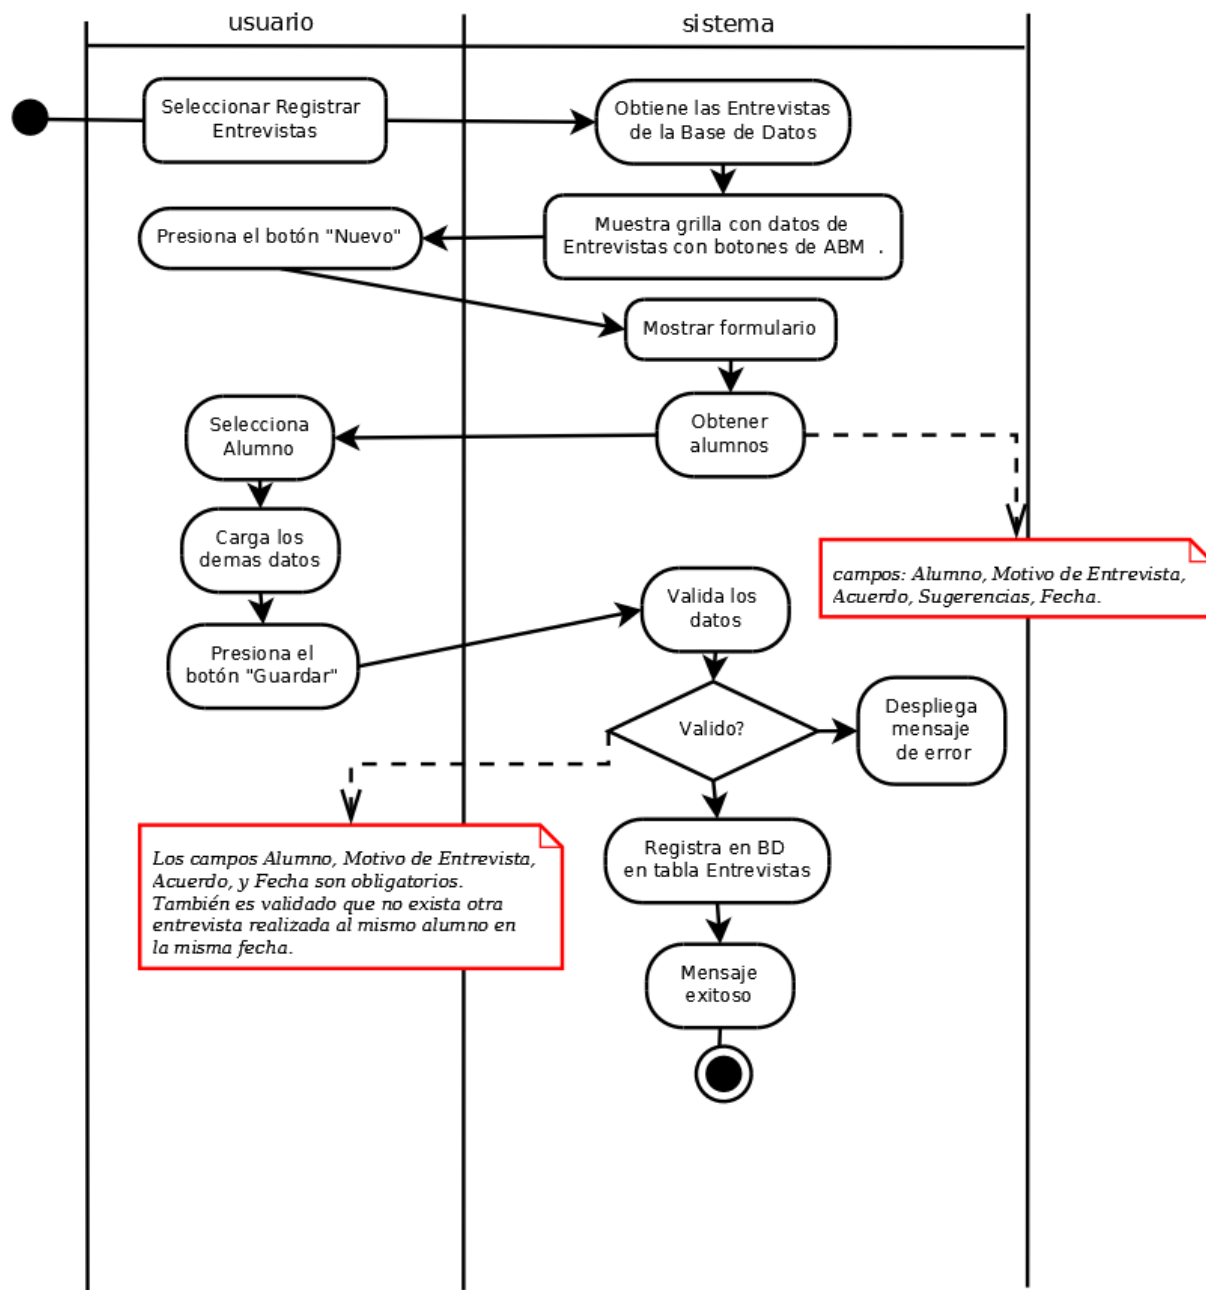 usuario
sistema
Seleccionar Registrar
Entrevistas
Obtiene las Entrevistas
de la Base de Datos
Muestra grilla con datos de
Entrevistas con botones de ABM .
Presiona el botón "Nuevo"
Mostrar formulario
Obtener
alumnos
Selecciona
Alumno
campos: Alumno, Motivo de Entrevista,
Acuerdo, Sugerencias, Fecha.
Carga los
demas datos
Presiona el
botón "Guardar"
Valida los
datos
Valido?
Despliega
mensaje
de error
Los campos Alumno, Motivo de Entrevista,
Acuerdo, y Fecha son obligatorios.
También es validado que no exista otra
entrevista realizada al mismo alumno en
la misma fecha.
Registra en BD
en tabla Entrevistas
Mensaje
exitoso